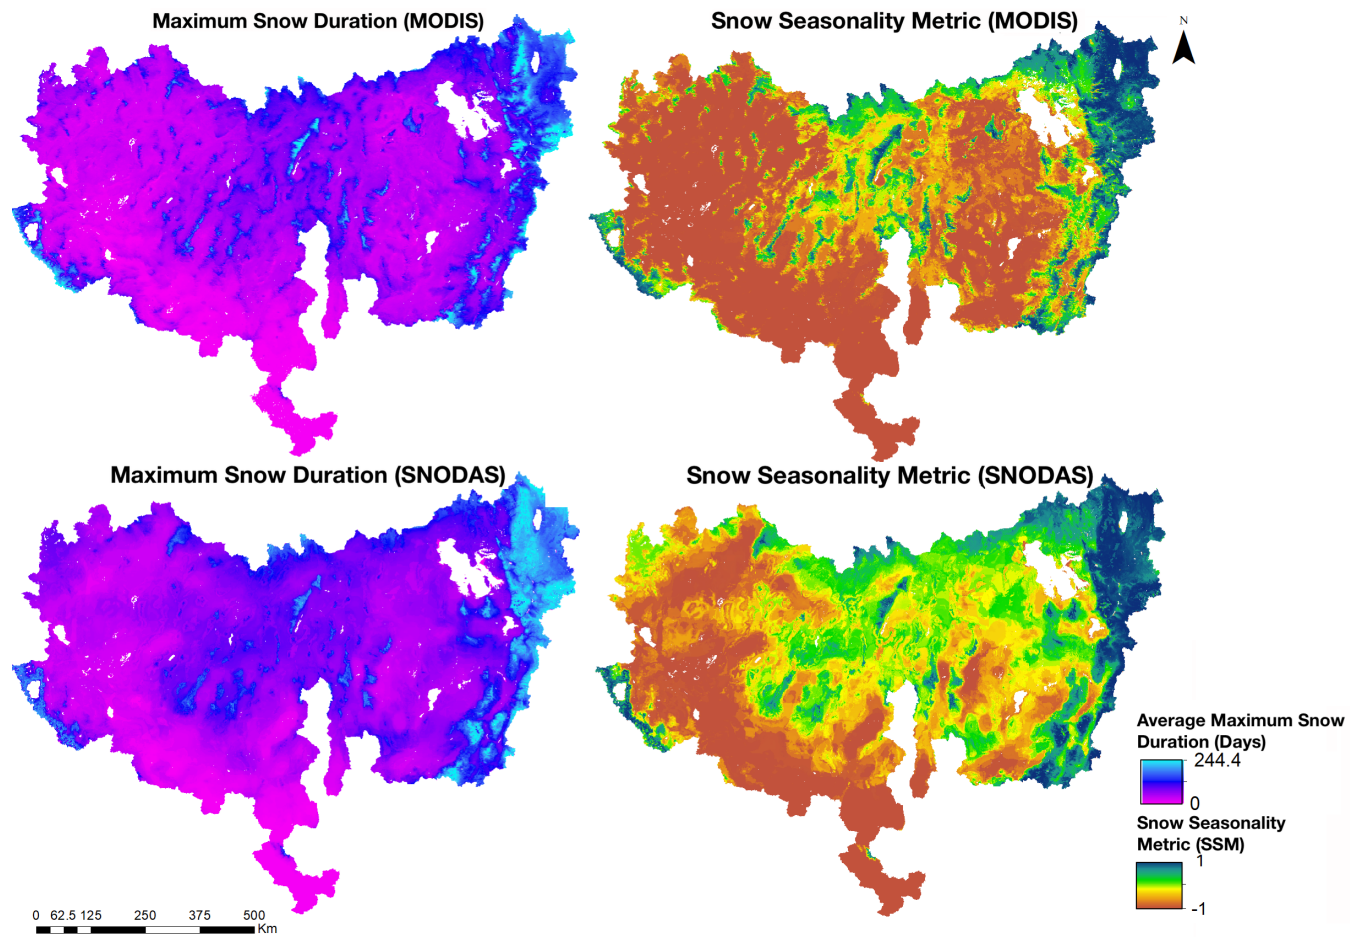 Maximum Snow Duration (MODIS)
Snow Seasonality Metric (MODIS)
N
Maximum Snow Duration (SNODAS)
Snow Seasonality Metric (SNODAS)
Average Maximum Snow
Duration (Days)
244.4
0
Snow Seasonality
Metric (SSM)
1
-1
0 62.5 125 250 375 500
Km